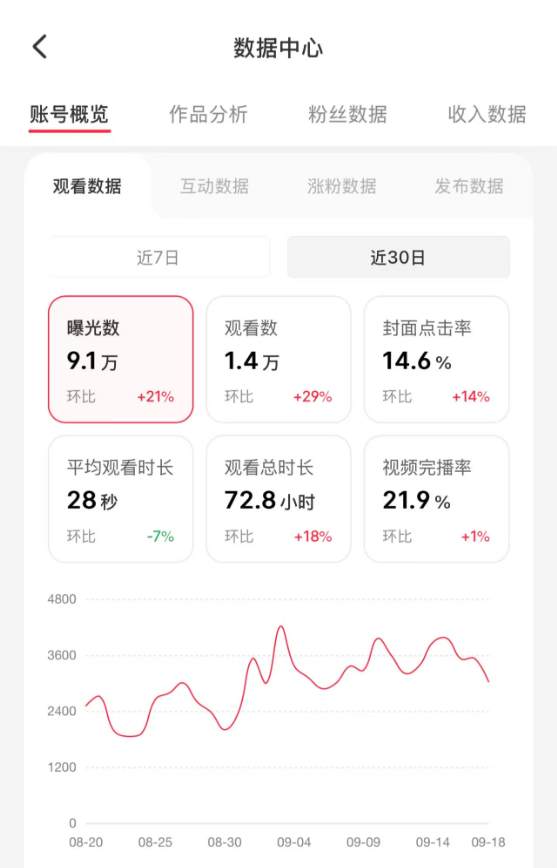 数据中心
账号概览 作品分析 粉丝数据 收入数据
观看数据 互动数据 涨粉数据 发布数据
近7日 近30日
曝光数 观看数 封面点击率
9.1万 1.4万 14.6%
环比 +21% 环比 +29% 环比 +14%
平均观看时长 观看总时长 视频完播率
28秒 72.8小时 21.9%
环比 -7% 环比 +18% 环比 +1%
4800
3600
2400
1200
0
08-20 08-25 08-30 09-04 09-09 09-14 09-18